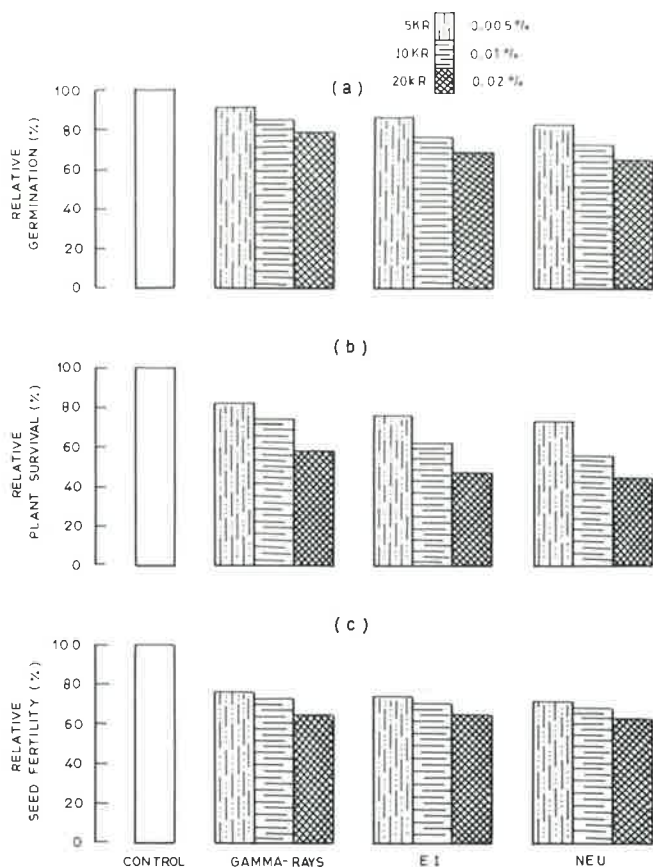 5KR 0.005%
10KR 0.01%
20KR 0.02%
(a)
RELATIVE
GERMINATION (%)
100
80
60
40
20
0
(b)
RELATIVE
PLANT SURVIVAL (%)
100
80
60
40
20
0
(c)
RELATIVE
SEED FERTILITY (%)
100
80
60
40
20
0
CONTROL GAMMA-RAYS EI NEU